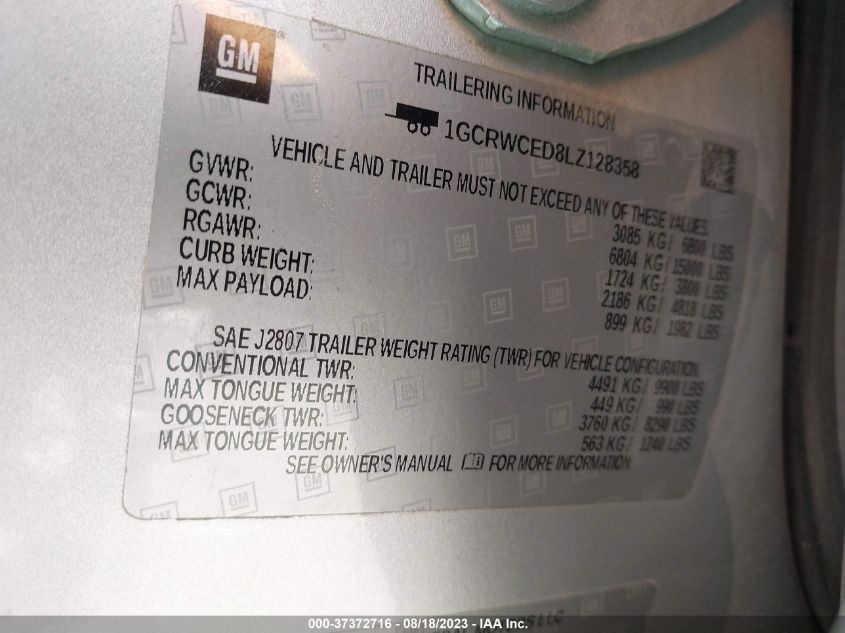 GM
TRAILERING INFORMATION
1GCRWCED8LZ128358
VEHICLE AND TRAILER MUST NOT EXCEED ANY OF THESE VALUES.
GVWR: 3085 KG/ 6800 LBS
GCWR: 6804 KG/ 15000 LBS
RGAWR: 1724 KG/ 3800 LBS
CURB WEIGHT: 2186 KG/ 4818 LBS
MAX PAYLOAD: 899 KG/ 1982 LBS
SAE J2807 TRAILER WEIGHT RATING (TWR) FOR VEHICLE CONFIGURATION.
CONVENTIONAL TWR: 4491 KG/ 9900 LBS
MAX TONGUE WEIGHT: 449 KG/ 990 LBS
GOOSENECK TWR: 3760 KG/ 8290 LBS
MAX TONGUE WEIGHT: 563 KG/ 1240 LBS
SEE OWNER'S MANUAL FOR MORE INFORMATION.
MOTORS LLC
000-37372716 - 08/18/2023 - IAA Inc.